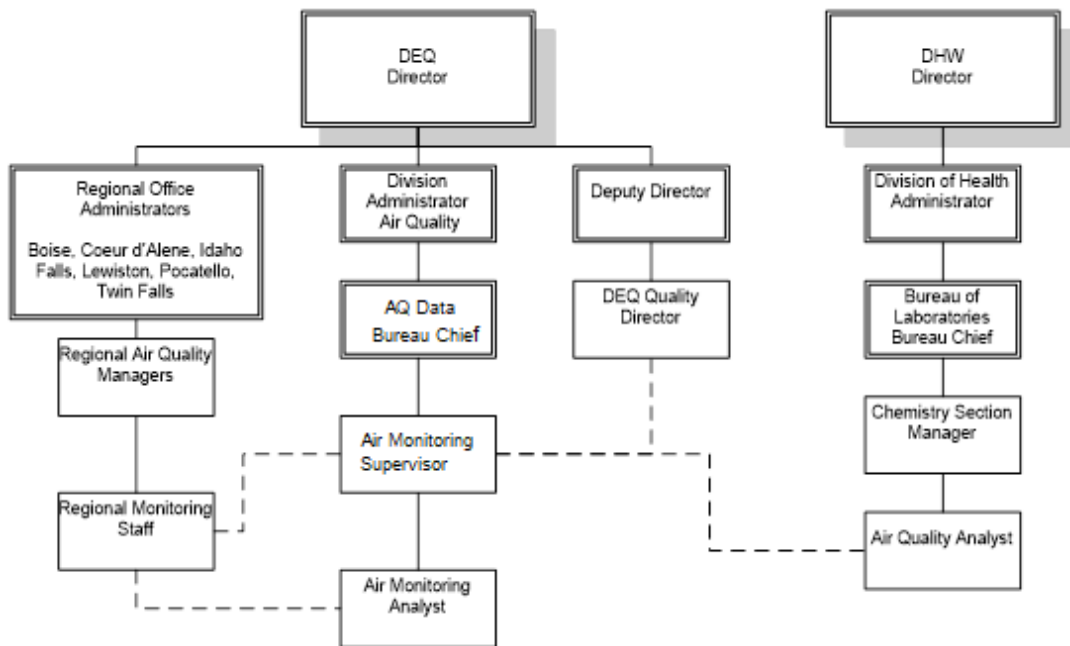 DEQ
Director
DHW
Director
Regional Office
Administrators
Boise, Coeur d'Alene, Idaho
Falls, Lewiston, Pocatello,
Twin Falls
Division
Administrator
Air Quality
Deputy Director
Division of Health
Administrator
AQ Data
Bureau Chief
DEQ Quality
Director
Bureau of
Laboratories
Bureau Chief
Regional Air Quality
Managers
Chemistry Section
Manager
Air Monitoring
Supervisor
Regional Monitoring
Staff
Air Quality Analyst
Air Monitoring
Analyst